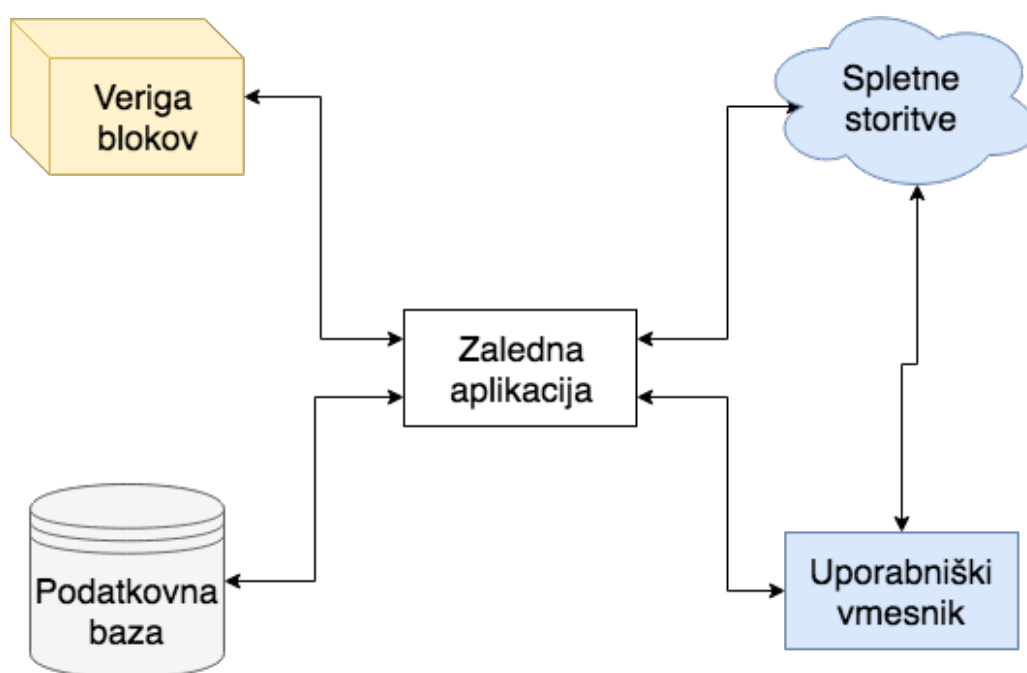 Veriga
blokov
Spletne
storitve
Zaledna
aplikacija
Podatkovna
baza
Uporabniški
vmesnik